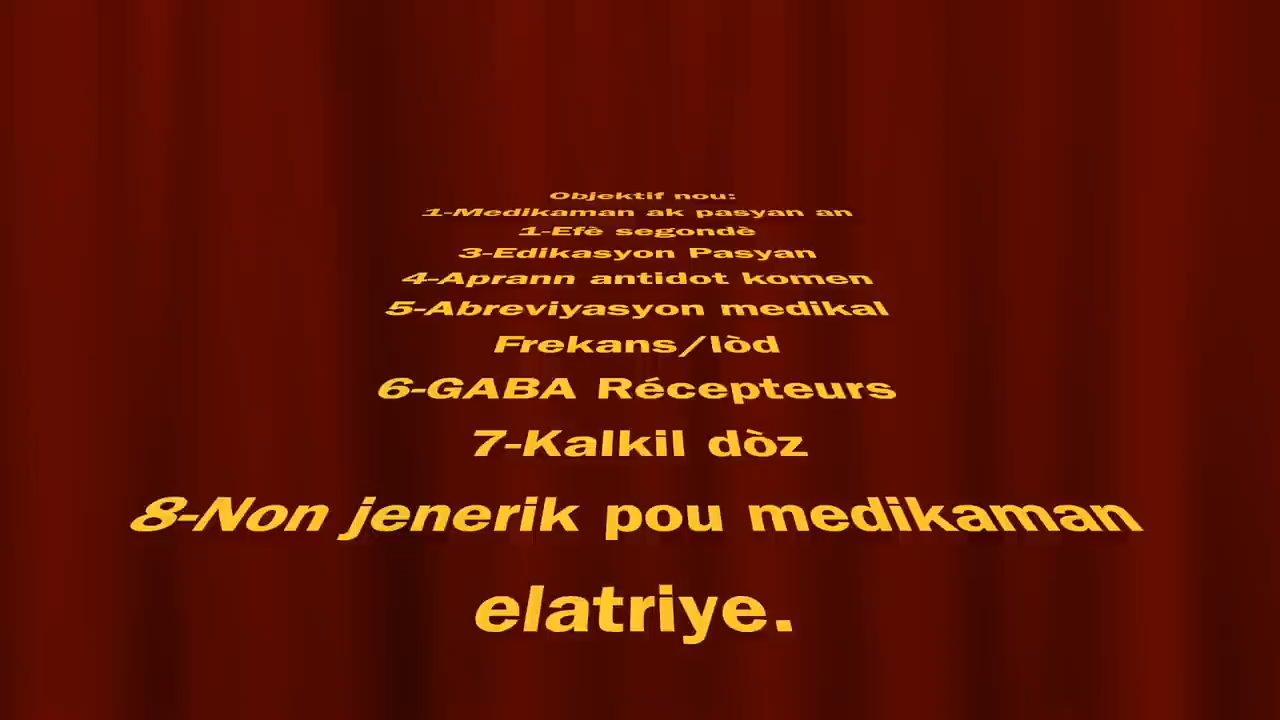 Objektif nou:
1-Medikaman ak pasyan an
1-Efè segondè
3-Edikasyon Pasyan
4-Aprann antidot komen
5-Abreviyasyon medikal
Frekans/lòd
6-GABA Récepteurs
7-Kalkil dòz
8-Non jenerik pou medikaman
elatriye.